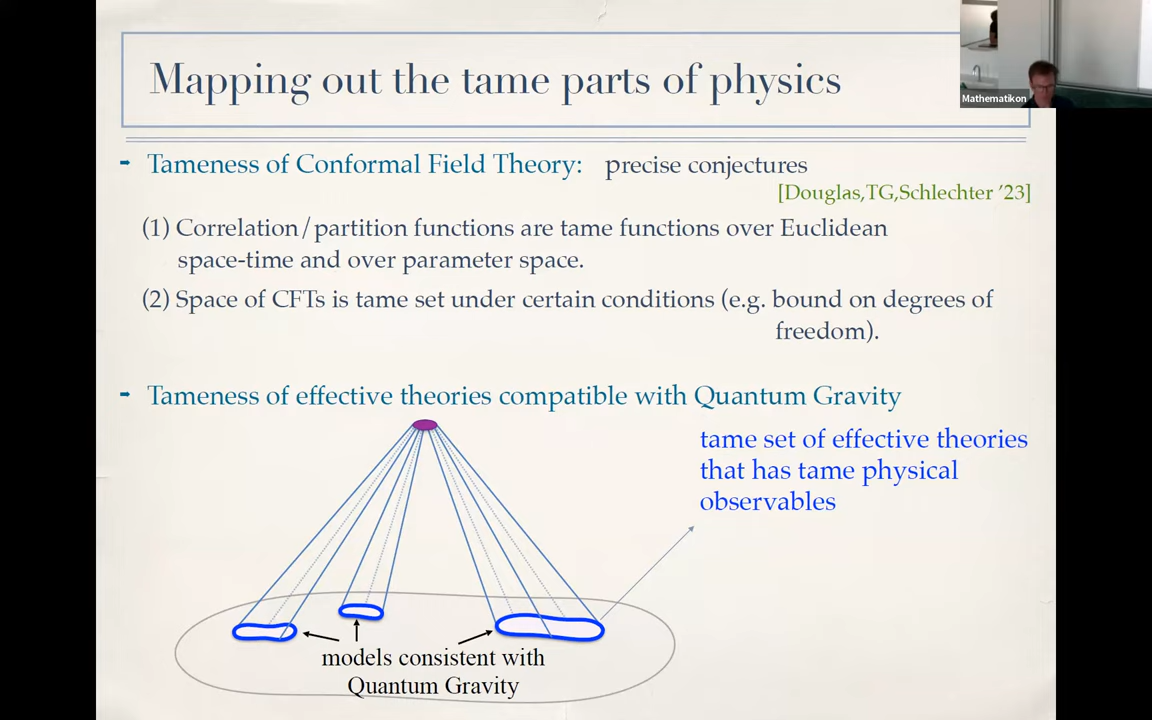 Mapping out the tame parts of physics
Mathematikon
Tameness of Conformal Field Theory: precise conjectures
[Douglas,TG,Schlechter ’23]
(1) Correlation/partition functions are tame functions over Euclidean
space-time and over parameter space.
(2) Space of CFTs is tame set under certain conditions (e.g. bound on degrees of
freedom).
Tameness of effective theories compatible with Quantum Gravity
tame set of effective theories
that has tame physical
observables
models consistent with
Quantum Gravity